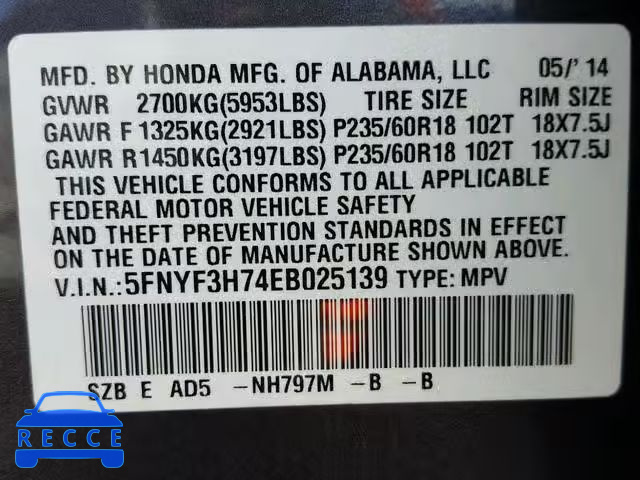 MFD. BY HONDA MFG. OF ALABAMA, LLC 05/'14
GVWR 2700KG(5953LBS) TIRE SIZE RIM SIZE
GAWR F 1325KG(2921LBS) P235/60R18 102T 18X7.5J
GAWR R1450KG(3197LBS) P235/60R18 102T 18X7.5J
THIS VEHICLE CONFORMS TO ALL APPLICABLE
FEDERAL MOTOR VEHICLE SAFETY
AND THEFT PREVENTION STANDARDS IN EFFECT
ON THE DATE OF MANUFACTURE SHOWN ABOVE.
V.I.N.:5FNYF3H74EB025139 TYPE: MPV
SZB E AD5 -NH797M -B -B
RECCE